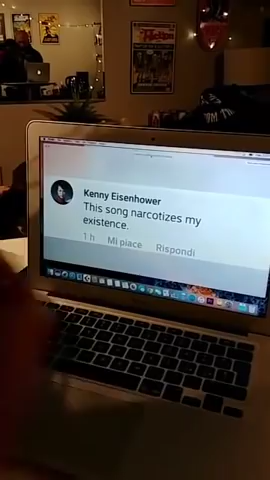 Kenny Eisenhower
This song narcotizes my
existence.
1 h Mi piace Rispondi